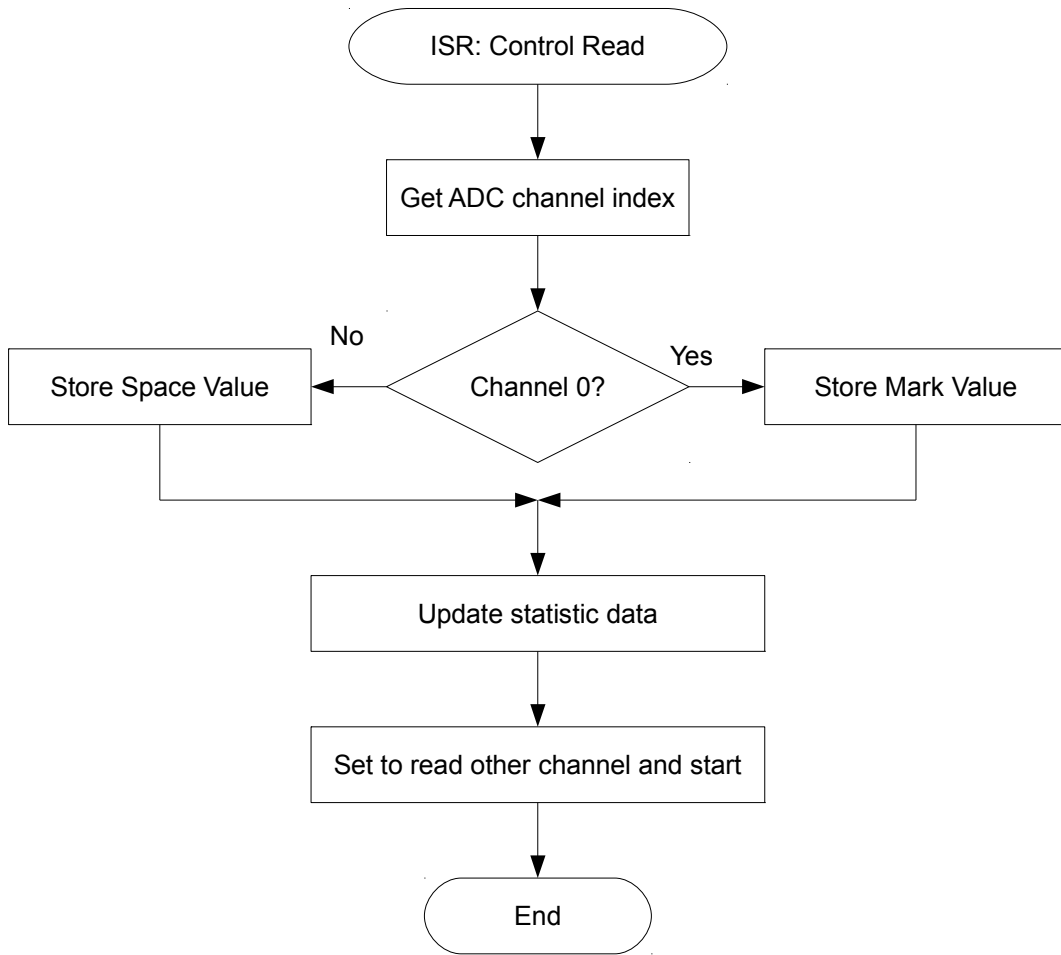 ISR: Control Read
Get ADC channel index
No
Yes
Store Space Value
Channel 0?
Store Mark Value
Update statistic data
Set to read other channel and start
End